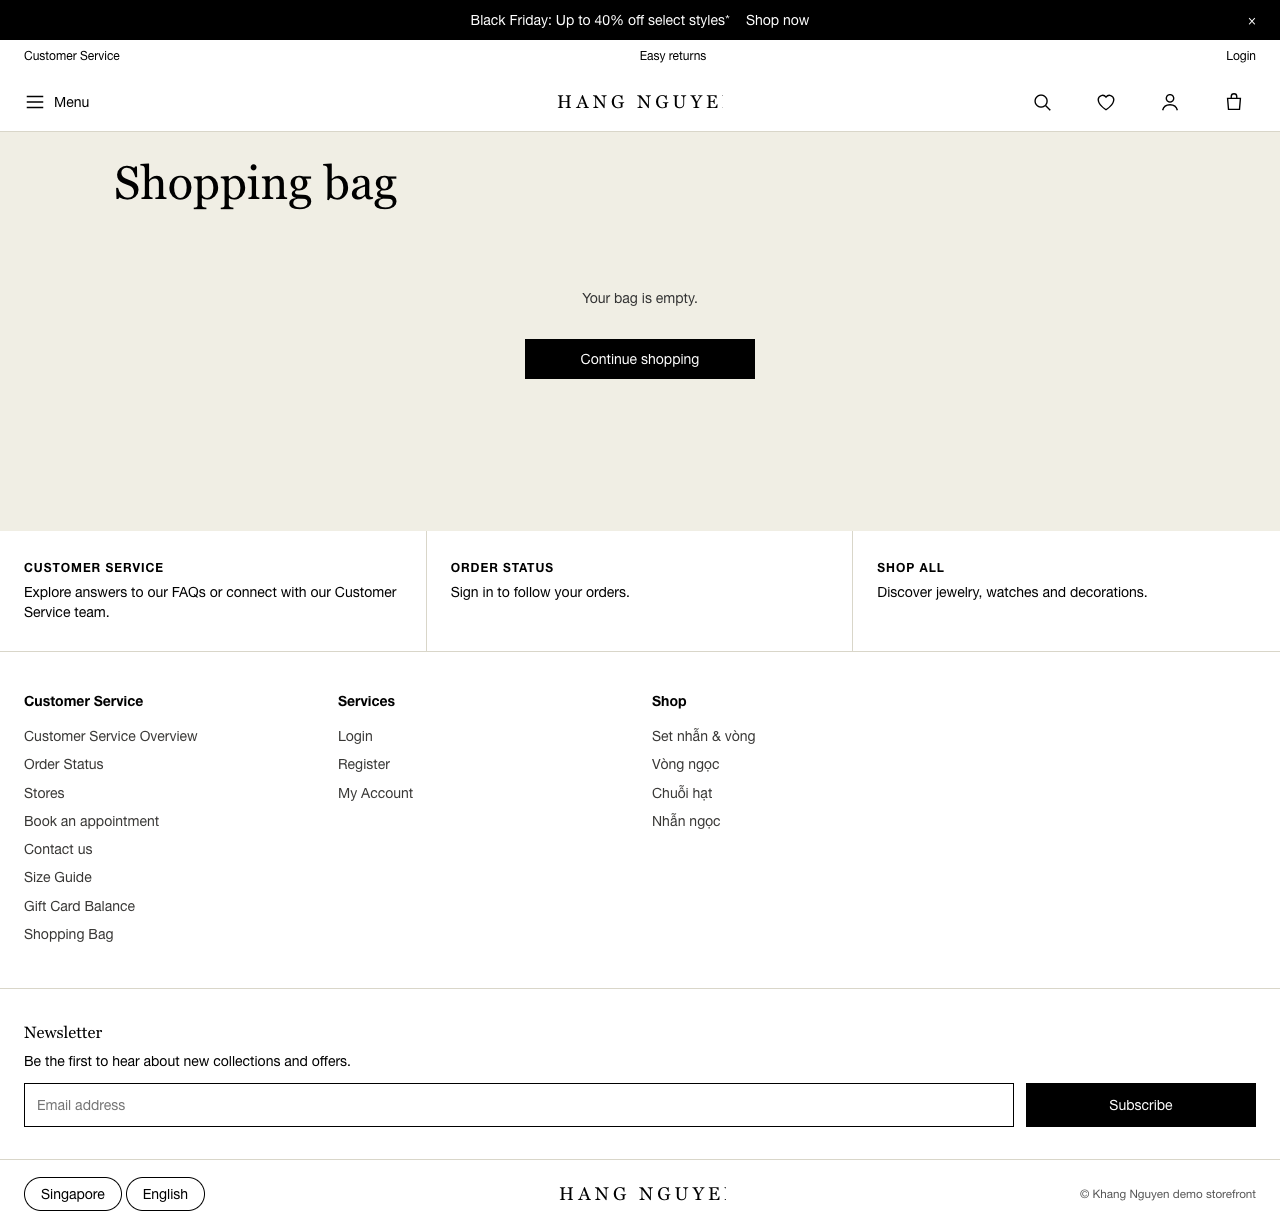 Black Friday: Up to 40% off select styles* Shop now ×
Customer Service Easy returns Login
Menu HANG NGUYE
Shopping bag
Your bag is empty.
Continue shopping
CUSTOMER SERVICE
Explore answers to our FAQs or connect with our Customer
Service team.
ORDER STATUS
Sign in to follow your orders.
SHOP ALL
Discover jewelry, watches and decorations.
Customer Service
Customer Service Overview
Order Status
Stores
Book an appointment
Contact us
Size Guide
Gift Card Balance
Shopping Bag
Services
Login
Register
My Account
Shop
Set nhẫn & vòng
Vòng ngọc
Chuỗi hạt
Nhẫn ngọc
Newsletter
Be the first to hear about new collections and offers.
Email address
Subscribe
Singapore English HANG NGUYE © Khang Nguyen demo storefront